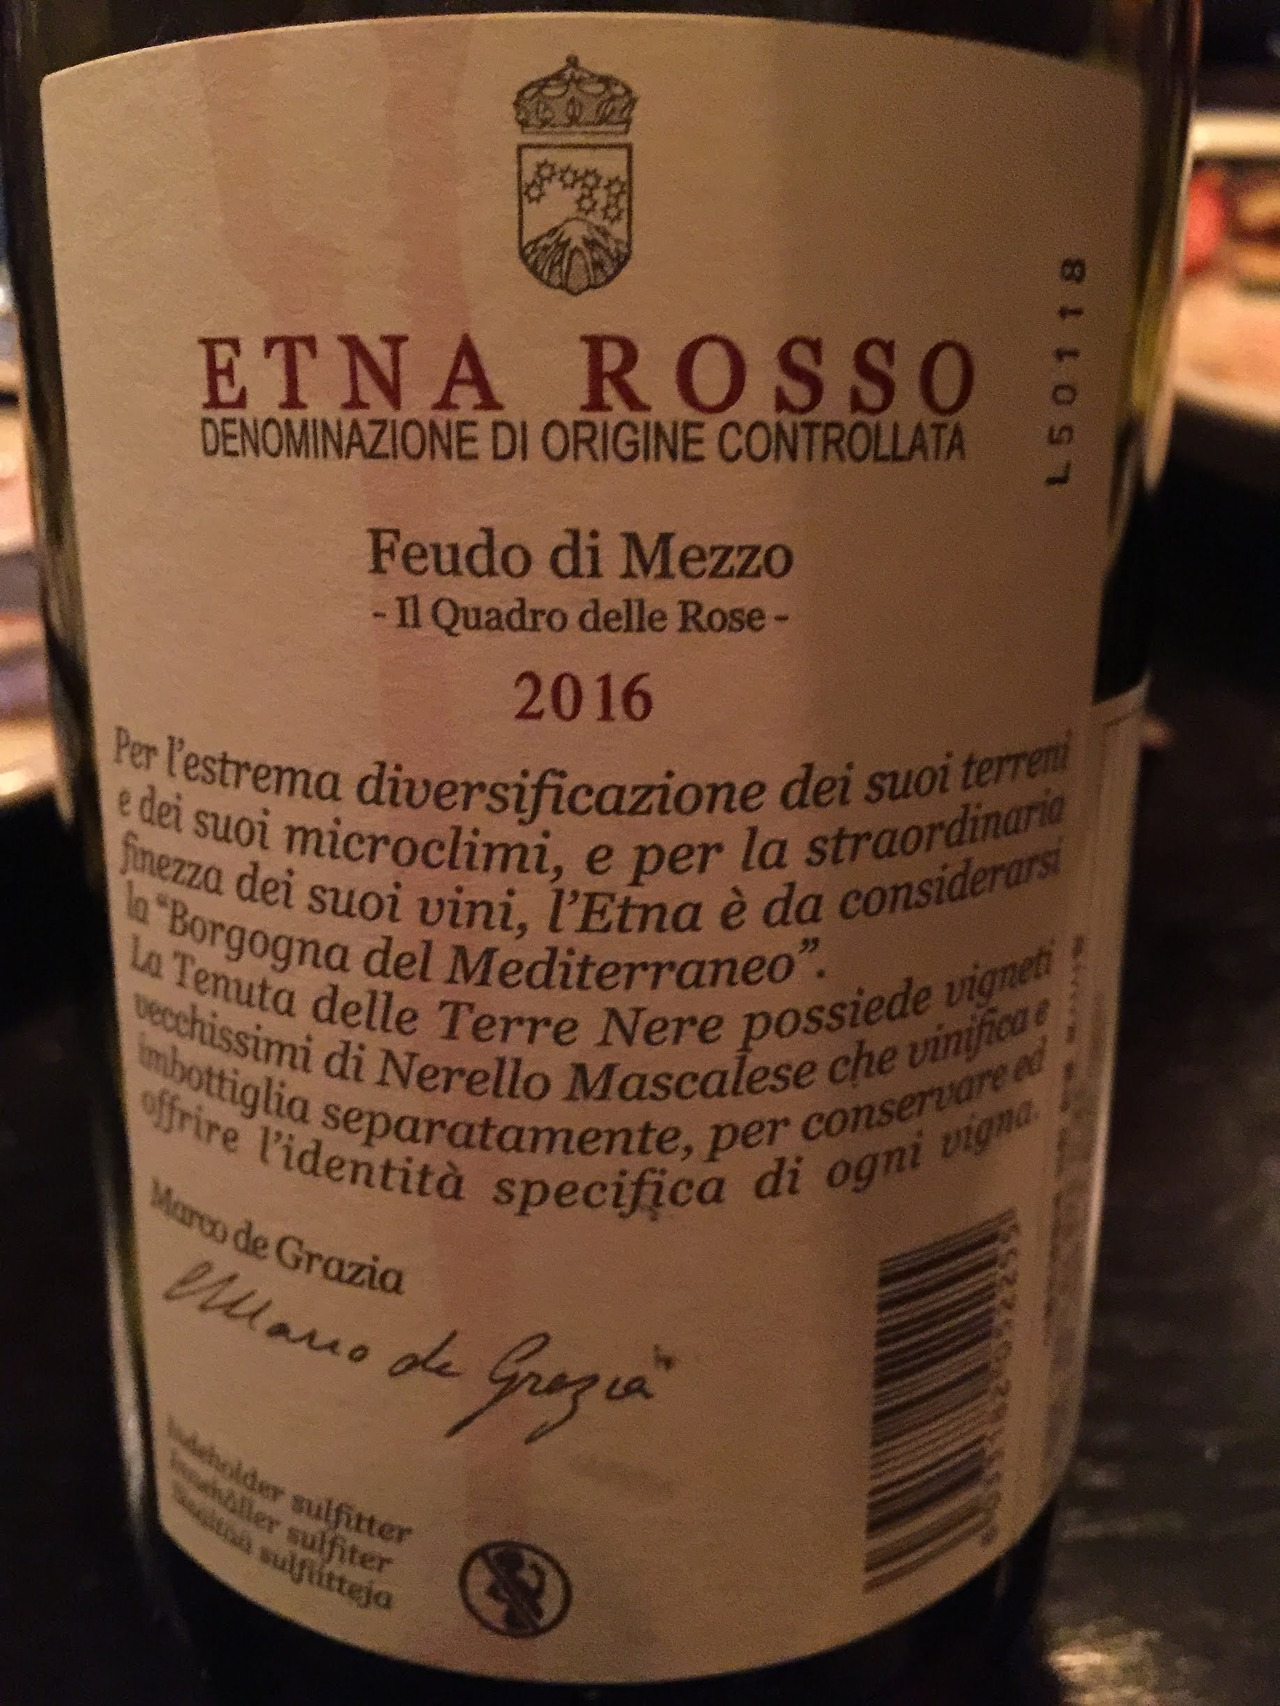 ETNA ROSSO
DENOMINAZIONE DI ORIGINE CONTROLLATA
L50118
Feudo di Mezzo
- Il Quadro delle Rose -
2016
Per l'estrema diversificazione dei suoi terreni
e dei suoi microclimi, e per la straordinaria
finezza dei suoi vini, l'Etna è da considerarsi
la “Borgogna del Mediterraneo”.
La Tenuta delle Terre Nere possiede vigneti
vecchissimi di Nerello Mascalese che vinifica e
imbottiglia separatamente, per conservare ed
offrire l'identità specifica di ogni vigna.
Marco de Grazia
Marco de Grazia
Indeholder sulfitter
Innehåller sulfiter
Sisältää sulfiitteja